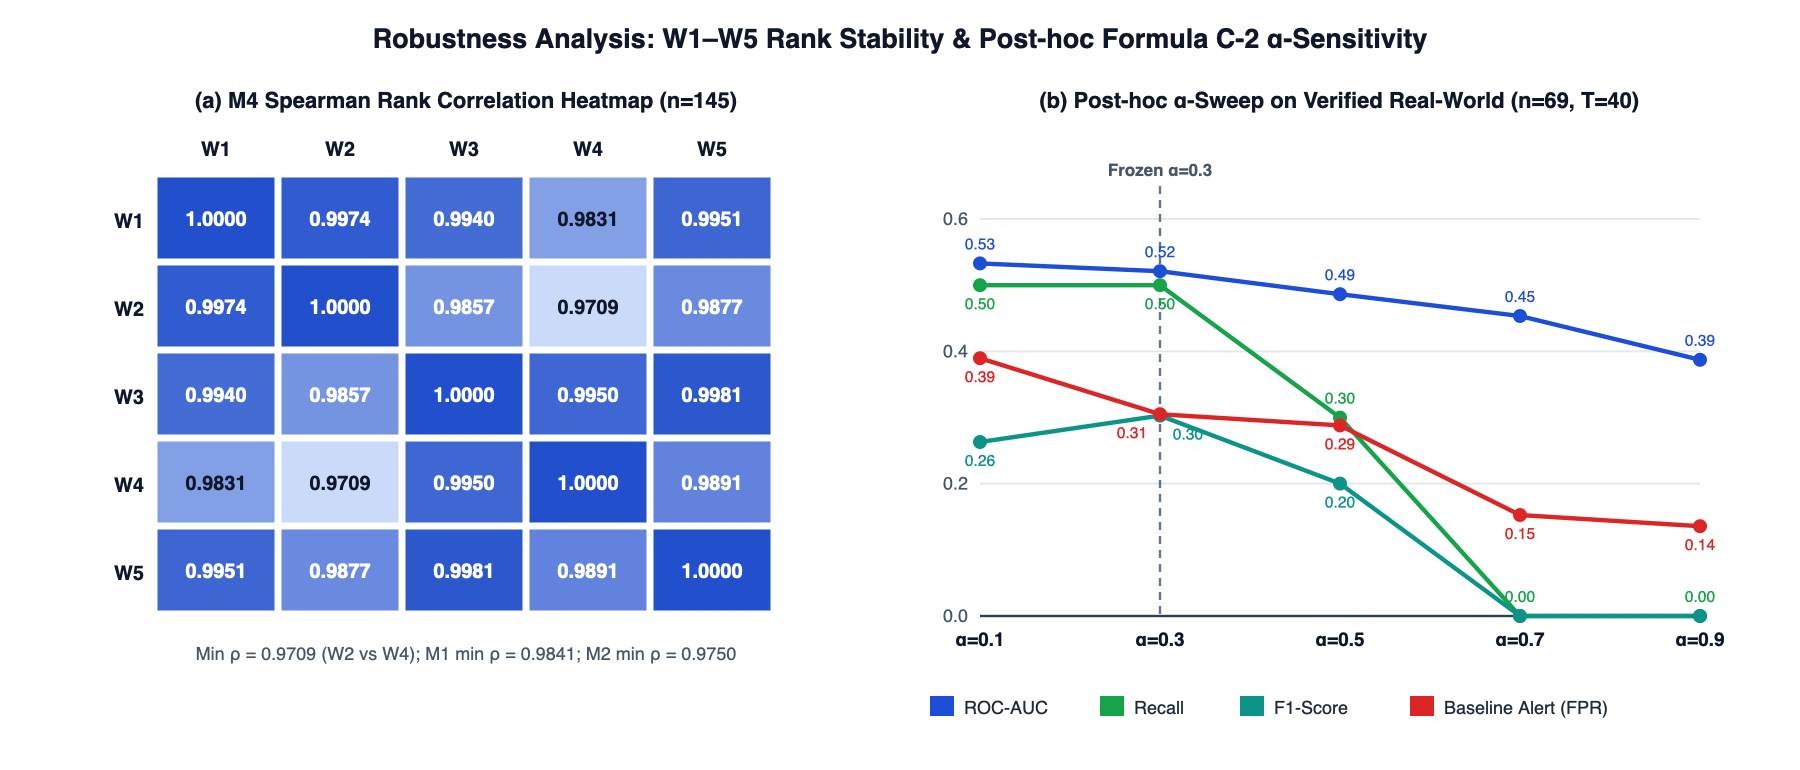 Robustness Analysis: W1–W5 Rank Stability & Post-hoc Formula C-2 α-Sensitivity
(a) M4 Spearman Rank Correlation Heatmap (n=145)
W1 W2 W3 W4 W5
W1 1.0000 0.9974 0.9940 0.9831 0.9951
W2 0.9974 1.0000 0.9857 0.9709 0.9877
W3 0.9940 0.9857 1.0000 0.9950 0.9981
W4 0.9831 0.9709 0.9950 1.0000 0.9891
W5 0.9951 0.9877 0.9981 0.9891 1.0000
Min ρ = 0.9709 (W2 vs W4); M1 min ρ = 0.9841; M2 min ρ = 0.9750
(b) Post-hoc α-Sweep on Verified Real-World (n=69, T=40)
Frozen α=0.3
0.6
0.4
0.2
0.0
0.53 0.52 0.49 0.45 0.39
0.50 0.50 0.30 0.00 0.00
0.39 0.31 0.29 0.15 0.14
0.26 0.30 0.20
α=0.1 α=0.3 α=0.5 α=0.7 α=0.9
ROC-AUC Recall F1-Score Baseline Alert (FPR)